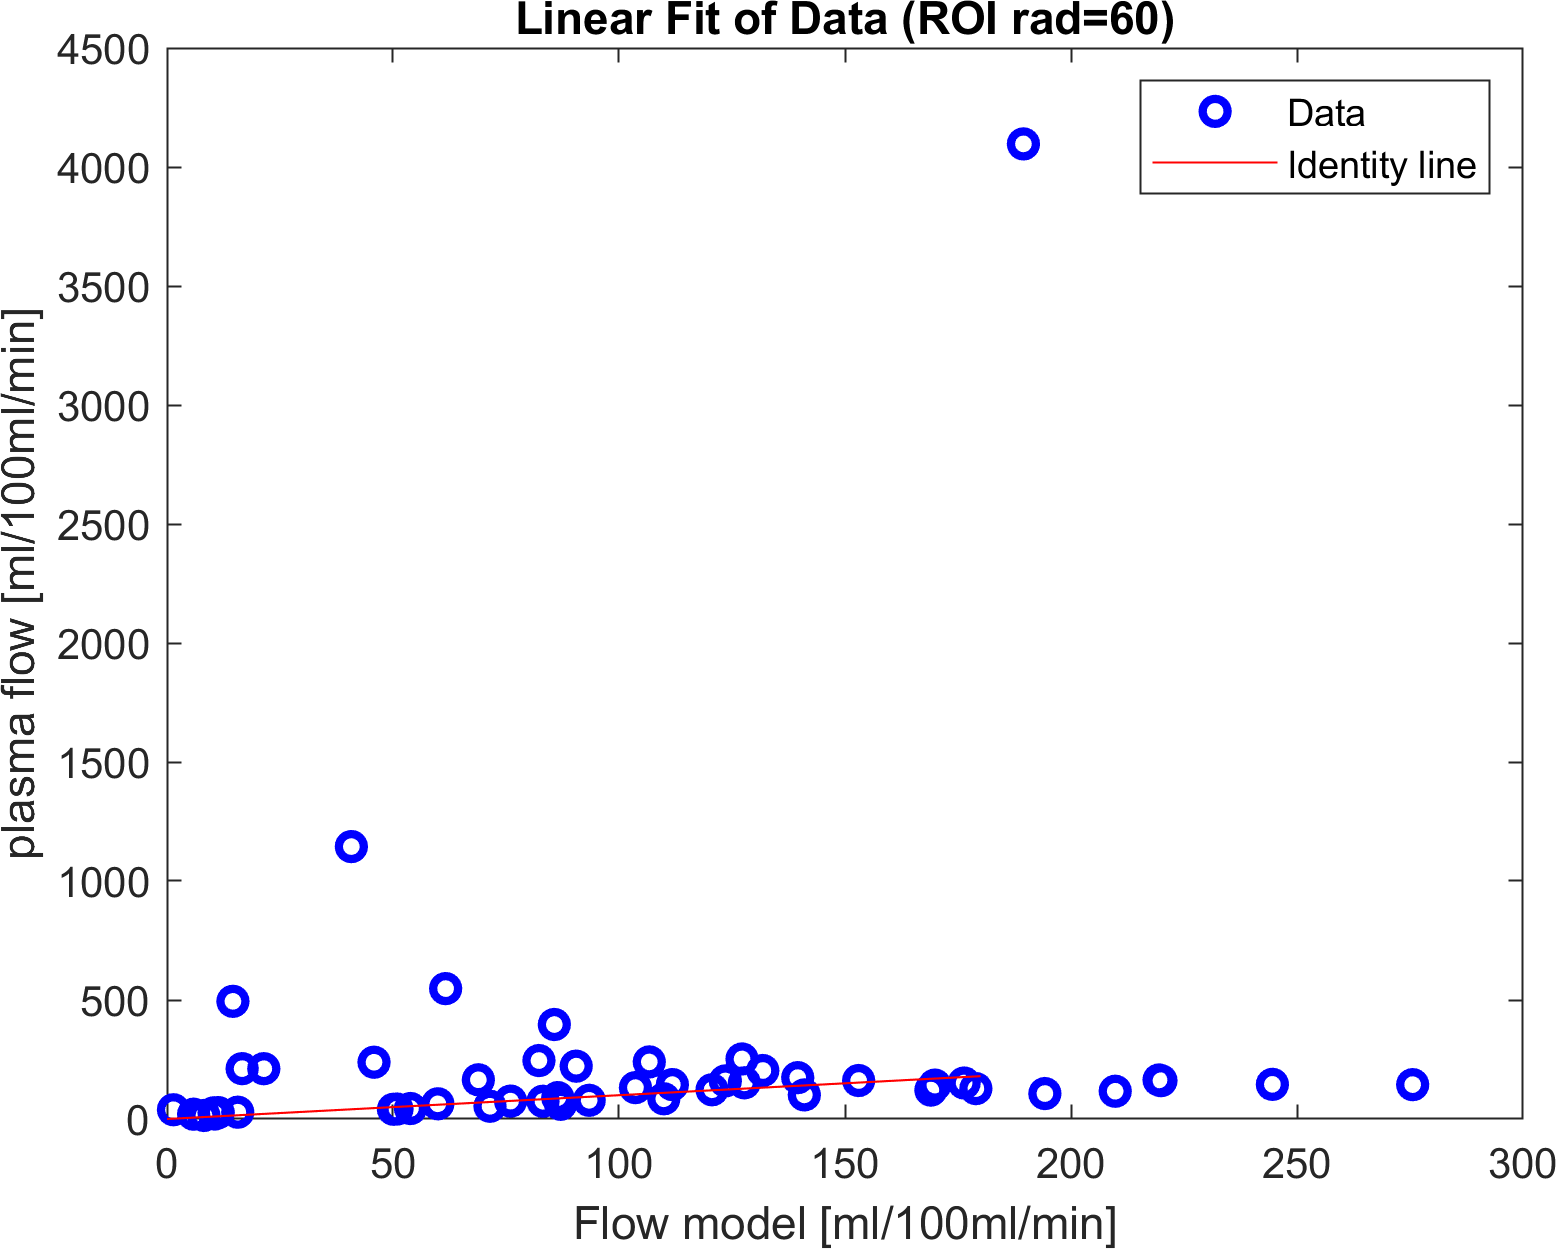 Linear Fit of Data (ROI rad=60)
4500
4000
3500
3000
2500
2000
1500
1000
500
0
plasma flow [ml/100ml/min]
Data
Identity line
0 50 100 150 200 250 300
Flow model [ml/100ml/min]